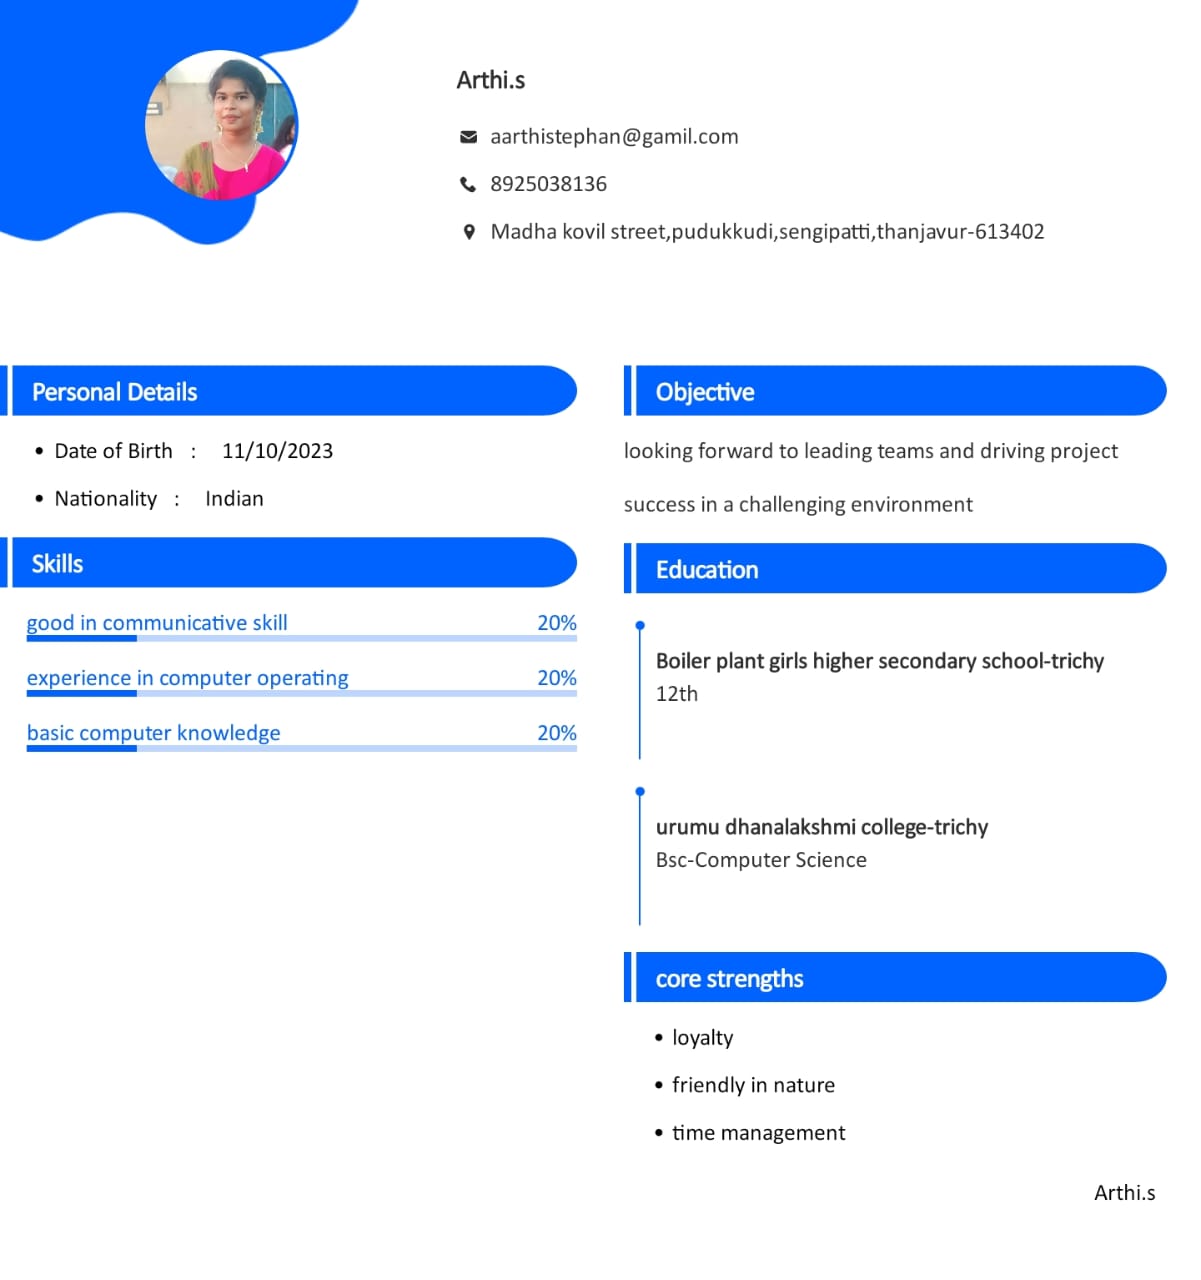 Arthi.s
aarthistephan@gamil.com
8925038136
Madha kovil street,pudukkudi,sengipatti,thanjavur-613402
Personal Details
• Date of Birth : 11/10/2023
• Nationality : Indian
Skills
good in communicative skill 20%
experience in computer operating 20%
basic computer knowledge 20%
Objective
looking forward to leading teams and driving project
success in a challenging environment
Education
Boiler plant girls higher secondary school-trichy
12th
urumu dhanalakshmi college-trichy
Bsc-Computer Science
core strengths
• loyalty
• friendly in nature
• time management
Arthi.s